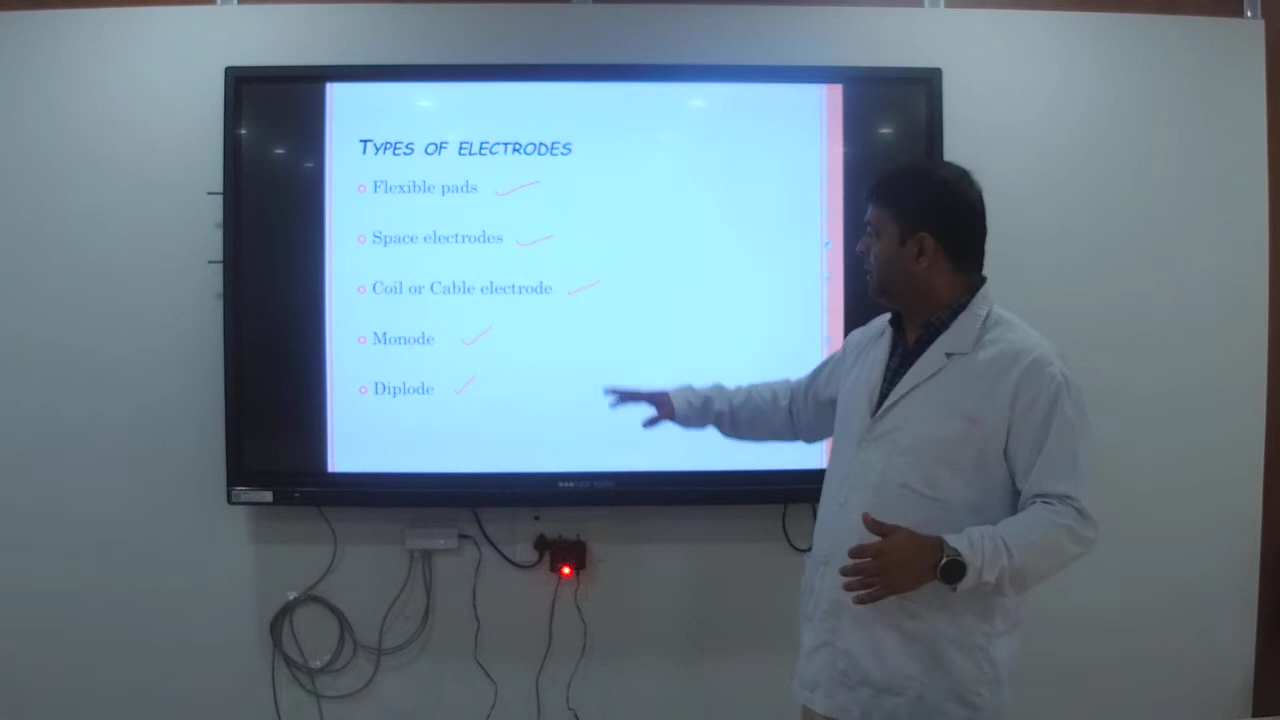 TYPES OF ELECTRODES
Flexible pads
Space electrodes
Coil or Cable electrode
Monode
Diplode